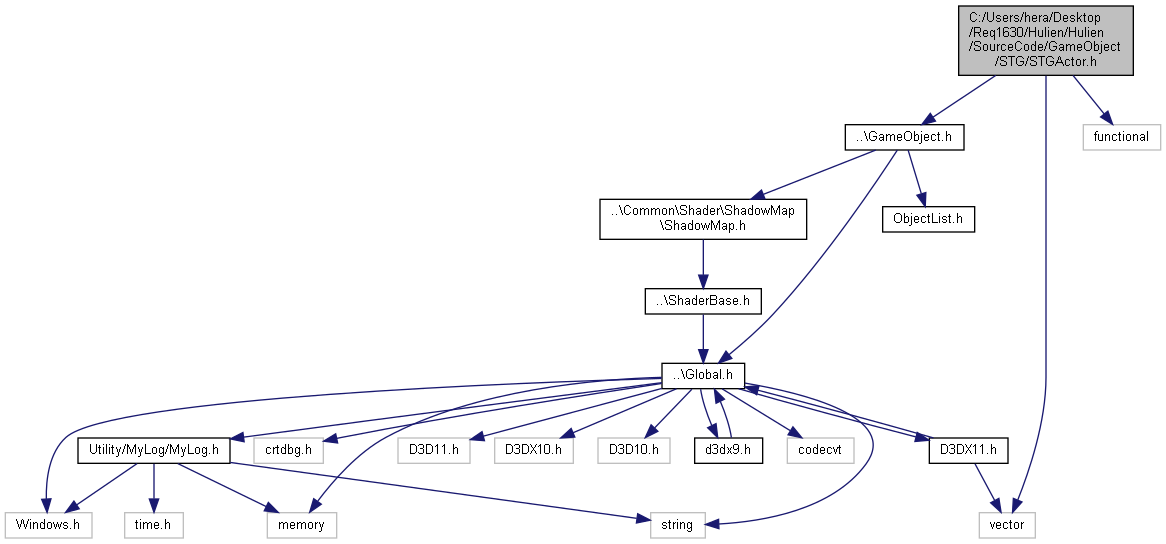 C:/Users/hera/Desktop
/Req1630/Hulien/Hulien
/SourceCode/GameObject
/STG/STGActor.h
..\GameObject.h
functional
..\Common\Shader\ShadowMap
\ShadowMap.h
ObjectList.h
..\ShaderBase.h
..\Global.h
Utility/MyLog/MyLog.h
crtdbg.h
D3D11.h
D3DX10.h
D3D10.h
d3dx9.h
codecvt
D3DX11.h
Windows.h
time.h
memory
string
vector